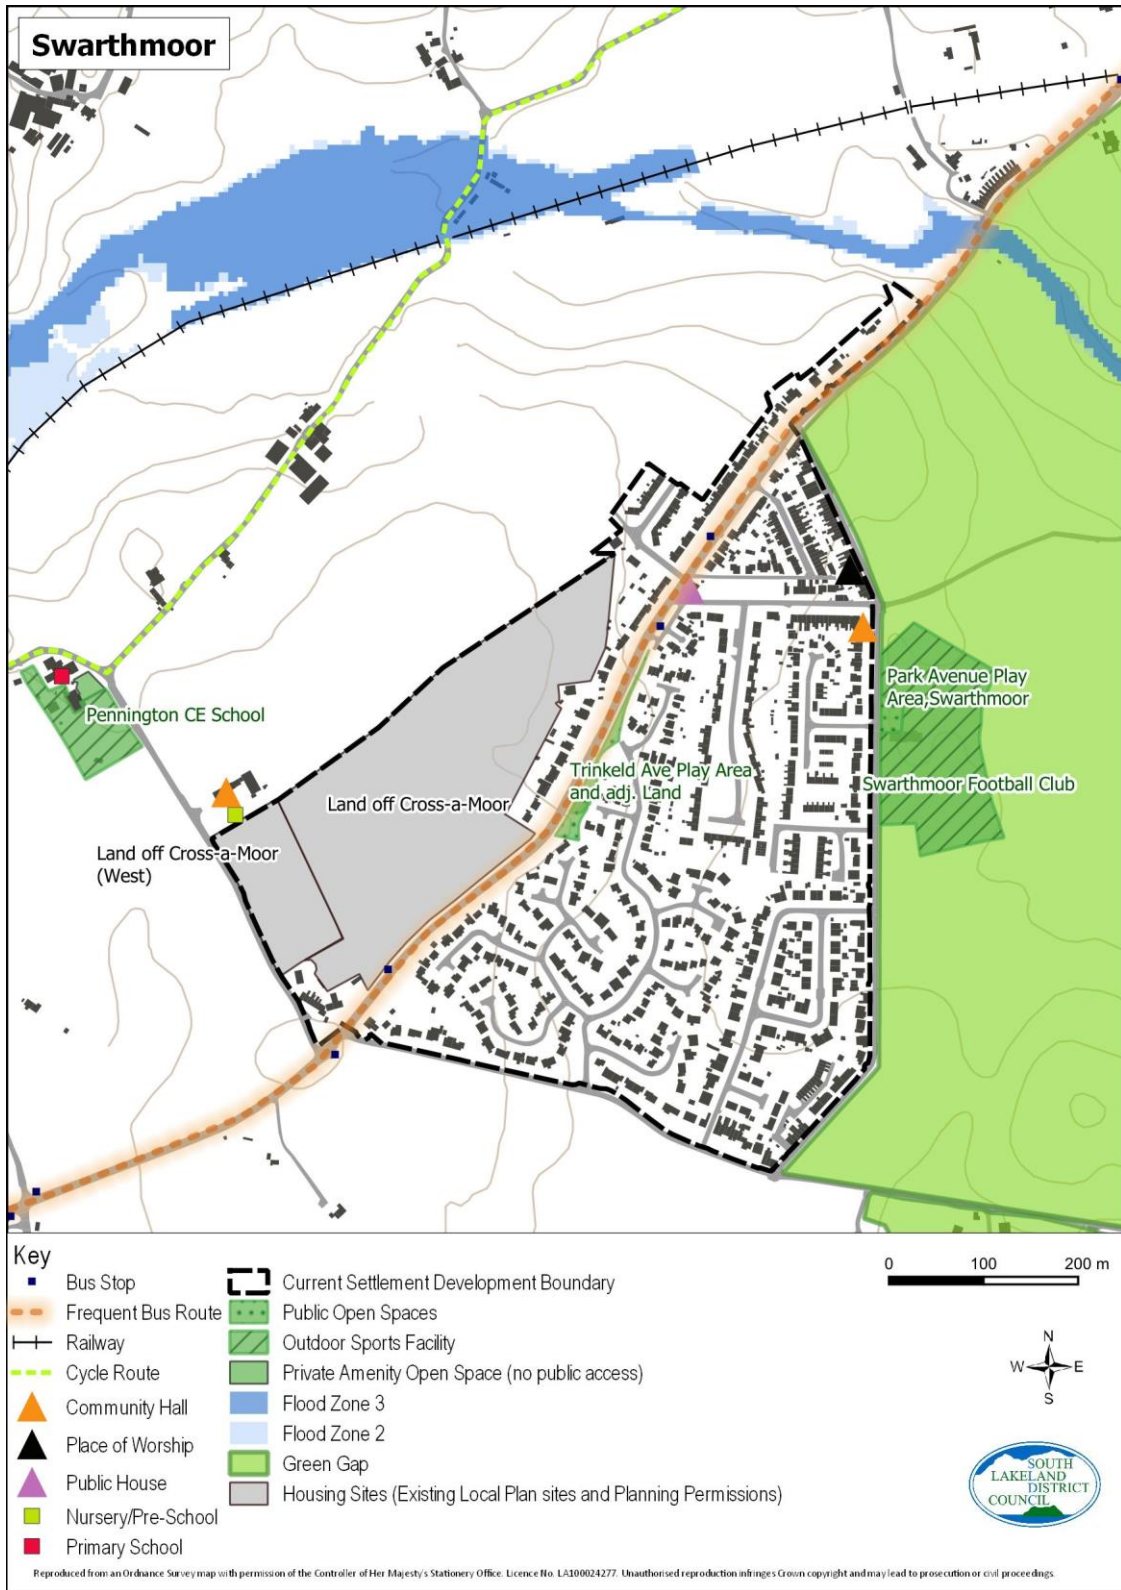 Swarthmoor
Pennington CE School
Park Avenue Play
Area,Swarthmoor
Trinkeld Ave Play Area
and adj. Land
Swarthmoor Football Club
Land off Cross-a-Moor
Land off Cross-a-Moor
(West)
Key
Bus Stop
Frequent Bus Route
Railway
Cycle Route
Community Hall
Place of Worship
Public House
Nursery/Pre-School
Primary School
Current Settlement Development Boundary
Public Open Spaces
Outdoor Sports Facility
Private Amenity Open Space (no public access)
Flood Zone 3
Flood Zone 2
Green Gap
Housing Sites (Existing Local Plan sites and Planning Permissions)
0 100 200 m
N
W E
S
SOUTH
LAKELAND
DISTRICT
COUNCIL
Reproduced from an Ordnance Survey map with permission of the Controller of Her Majesty's Stationery Office. Licence No. LA100024277. Unauthorised reproduction infringes Crown copyright and may lead to prosecution or civil proceedings.